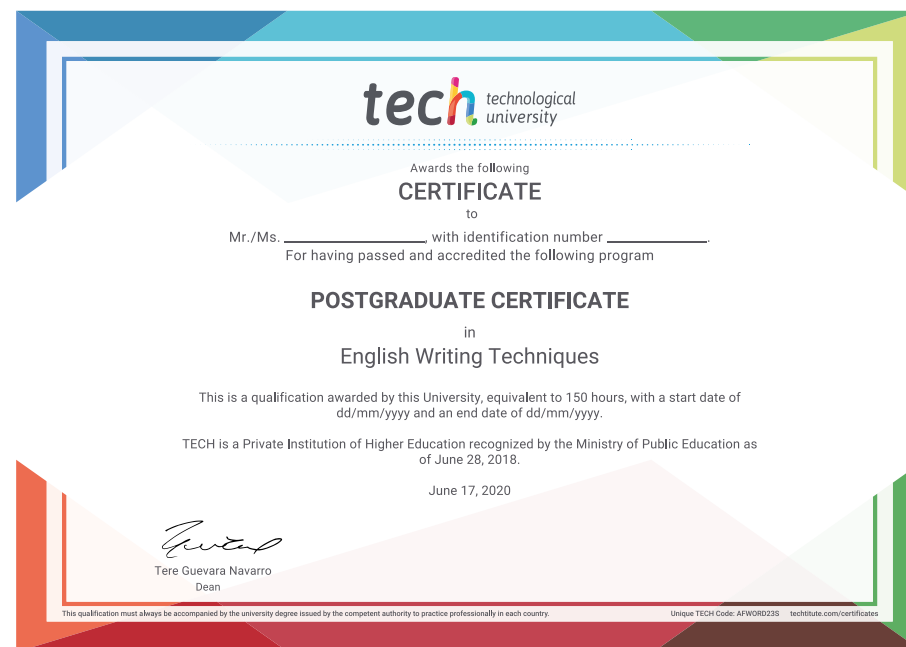 tech technological
university
Awards the following
CERTIFICATE
to
Mr./Ms. ____________________, with identification number ______________.
For having passed and accredited the following program
POSTGRADUATE CERTIFICATE
in
English Writing Techniques
This is a qualification awarded by this University, equivalent to 150 hours, with a start date of
dd/mm/yyyy and an end date of dd/mm/yyyy.
TECH is a Private Institution of Higher Education recognized by the Ministry of Public Education as
of June 28, 2018.
June 17, 2020
Tere Guevara Navarro
Dean
This qualification must always be accompanied by the university degree issued by the competent authority to practice professionally in each country.
Unique TECH Code: AFWORD23S techtitute.com/certificates